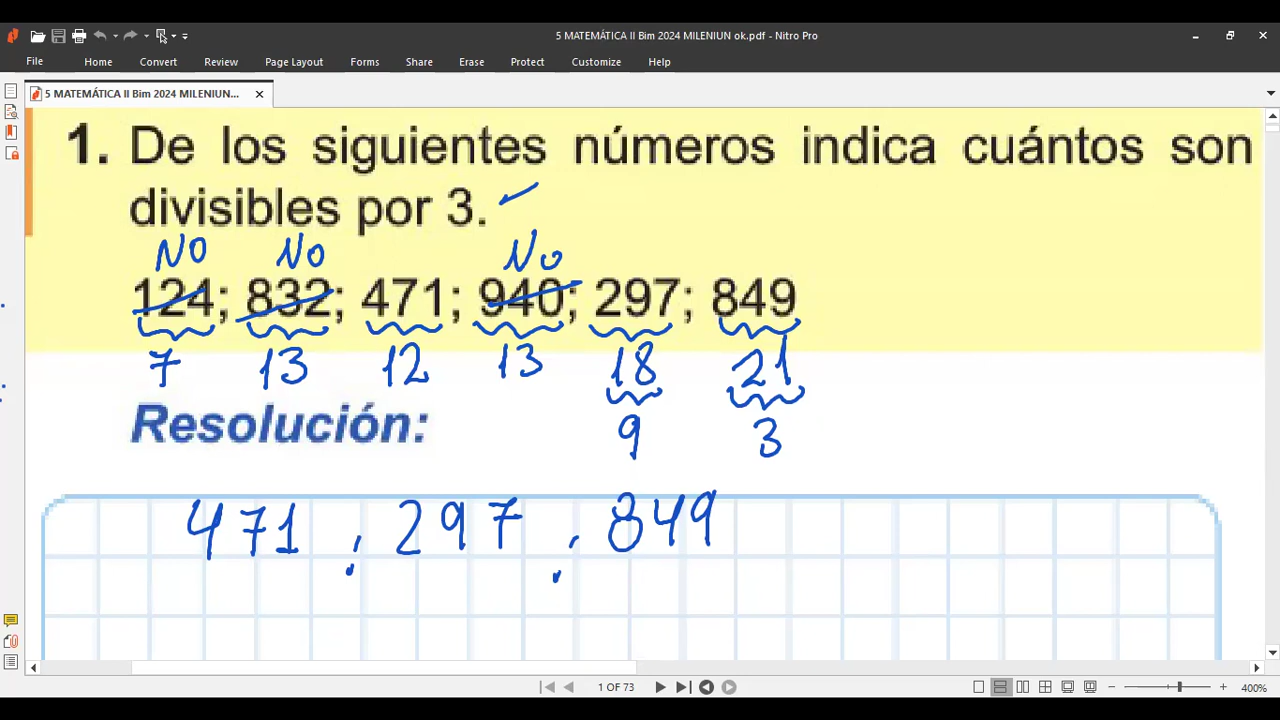 5 MATEMÁTICA II Bim 2024 MILENIUN ok.pdf - Nitro Pro
File Home Convert Review Page Layout Forms Share Erase Protect Customize Help
5 MATEMÁTICA II Bim 2024 MILENIUN...
1. De los siguientes números indica cuántos son
divisibles por 3.
NO NO NO
124; 832; 471; 940; 297; 849
7 13 12 13 18 21
9 3
Resolución:
471 ; 297 ; 849
1 OF 73
400%